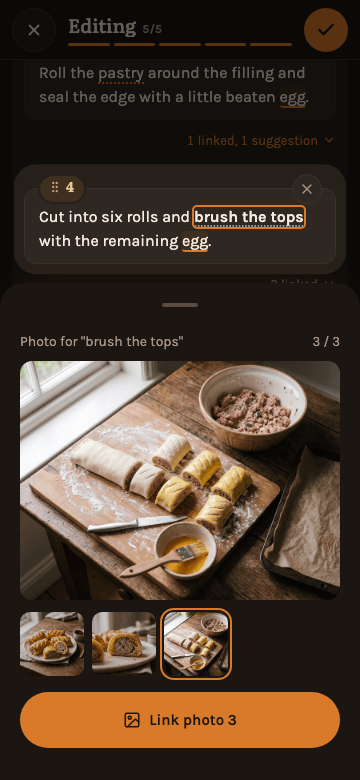 Editing 5/5
Roll the pastry around the filling and
seal the edge with a little beaten egg.
1 linked, 1 suggestion
4
Cut into six rolls and brush the tops
with the remaining egg.
2 linked
Photo for "brush the tops"
3 / 3
Link photo 3